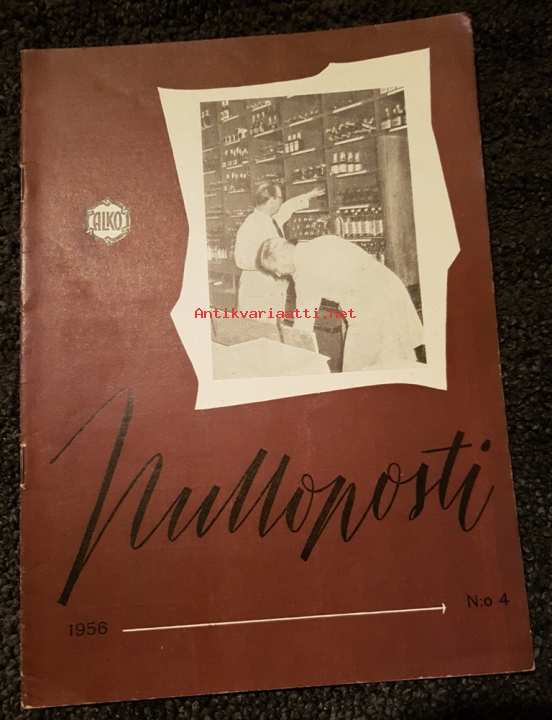 ALKO
Antikvariaatti.net
Pulloposti
1956
N:o 4